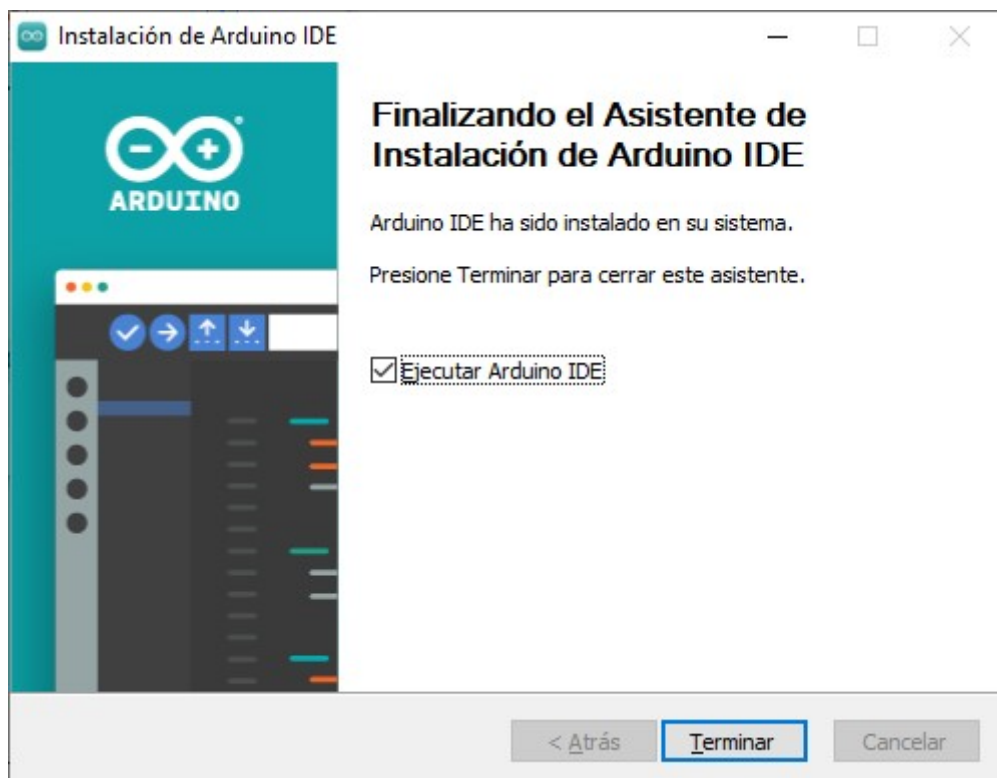 Instalación de Arduino IDE
ARDUINO
Finalizando el Asistente de
Instalación de Arduino IDE
Arduino IDE ha sido instalado en su sistema.
Presione Terminar para cerrar este asistente.
Ejecutar Arduino IDE
< Atrás
Terminar
Cancelar